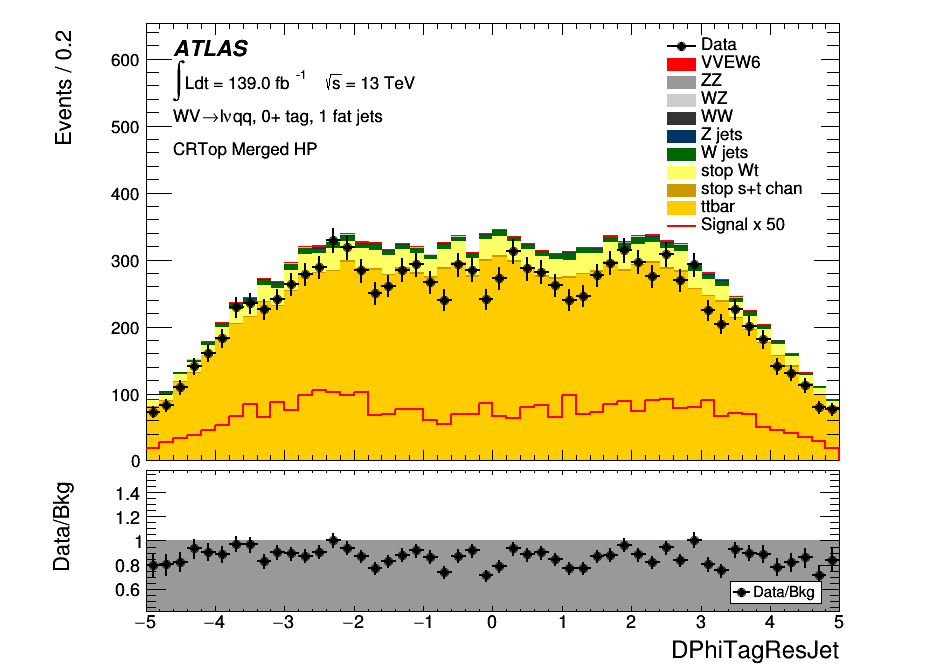 Events / 0.2
600
500
400
300
200
100
0
ATLAS
∫Ldt = 139.0 fb⁻¹ √s = 13 TeV
WV→lνqq, 0+ tag, 1 fat jets
CRTop Merged HP
Data
VVEW6
ZZ
WZ
WW
Z jets
W jets
stop Wt
stop s+t chan
ttbar
Signal x 50
Data/Bkg
1.4
1.2
1
0.8
0.6
Data/Bkg
−5 −4 −3 −2 −1 0 1 2 3 4 5
DPhiTagResJet